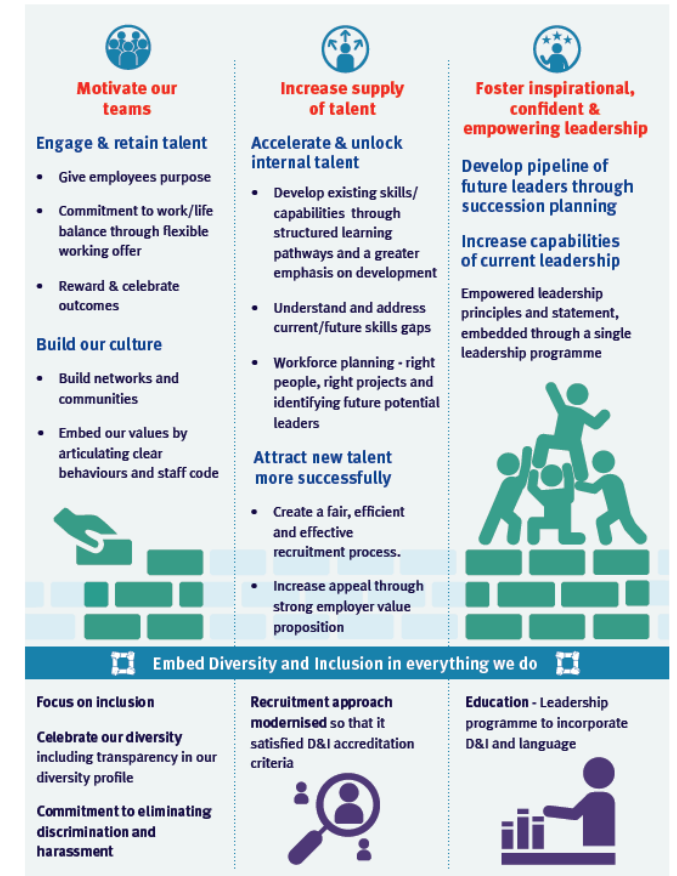 Motivate our
teams
Engage & retain talent
• Give employees purpose
• Commitment to work/life
balance through flexible
working offer
• Reward & celebrate
outcomes
Build our culture
• Build networks and
communities
• Embed our values by
articulating clear
behaviours and staff code
Increase supply
of talent
Accelerate & unlock
internal talent
• Develop existing skills/
capabilities through
structured learning
pathways and a greater
emphasis on development
• Understand and address
current/future skills gaps
• Workforce planning - right
people, right projects and
identifying future potential
leaders
Attract new talent
more successfully
• Create a fair, efficient
and effective
recruitment process.
• Increase appeal through
strong employer value
proposition
Foster inspirational,
confident &
empowering leadership
Develop pipeline of
future leaders through
succession planning
Increase capabilities
of current leadership
Empowered leadership
principles and statement,
embedded through a single
leadership programme
Embed Diversity and Inclusion in everything we do
Focus on inclusion
Celebrate our diversity
including transparency in our
diversity profile
Commitment to eliminating
discrimination and
harassment
Recruitment approach
modernised so that it
satisfied D&I accreditation
criteria
Education - Leadership
programme to incorporate
D&I and language